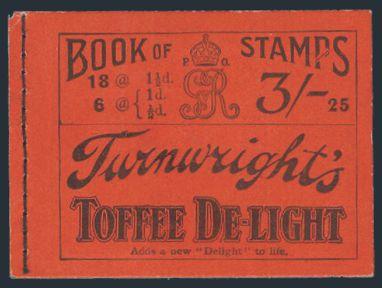 BOOK OF STAMPS
P O
18 @ 1½d.
6 @ { 1d.
½d.
GR
3/- 25
Turnwright's
TOFFEE DE-LIGHT
Adds a new "Delight" to life.